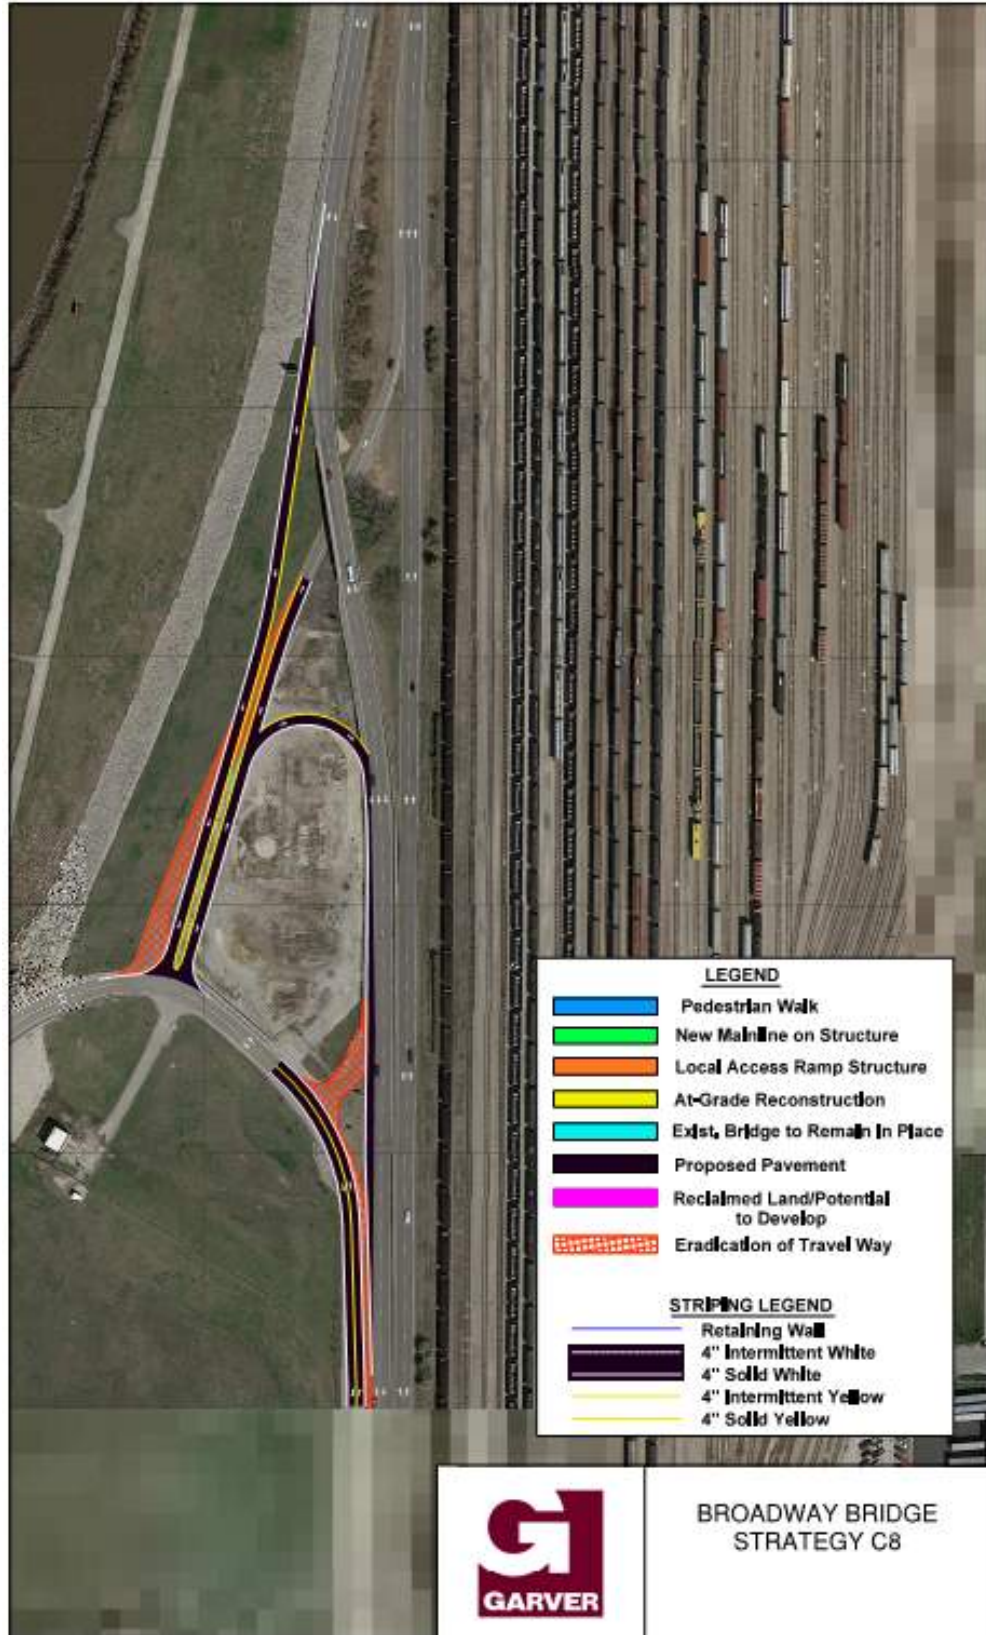 LEGEND
Pedestrian Walk
New Mainline on Structure
Local Access Ramp Structure
At-Grade Reconstruction
Exist. Bridge to Remain In Place
Proposed Pavement
Reclaimed Land/Potential
to Develop
Eradication of Travel Way
STRIPING LEGEND
Retaining Wall
4" Intermittent White
4" Solid White
4" Intermittent Yellow
4" Solid Yellow
GARVER
BROADWAY BRIDGE
STRATEGY C8